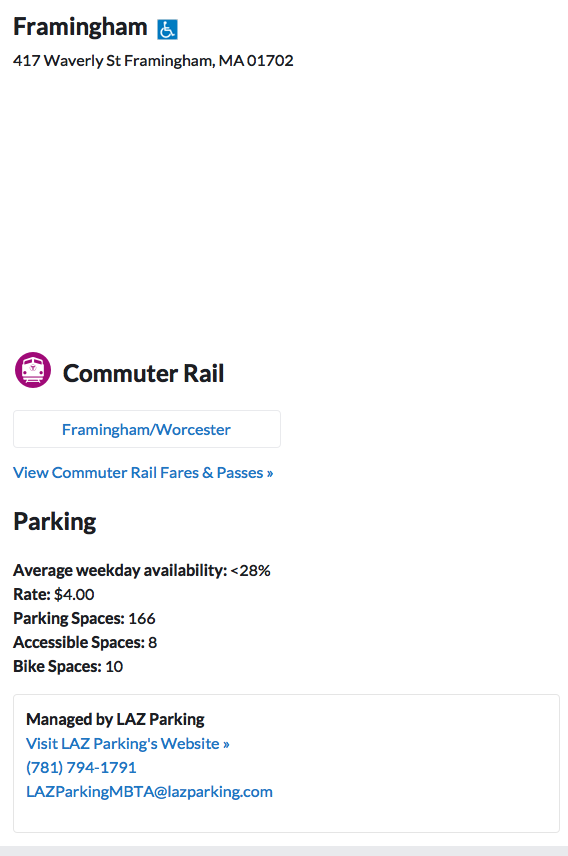 Framingham
417 Waverly St Framingham, MA 01702
Commuter Rail
Framingham/Worcester
View Commuter Rail Fares & Passes »
Parking
Average weekday availability: <28%
Rate: $4.00
Parking Spaces: 166
Accessible Spaces: 8
Bike Spaces: 10
Managed by LAZ Parking
Visit LAZ Parking's Website »
(781) 794-1791
LAZParkingMBTA@lazparking.com